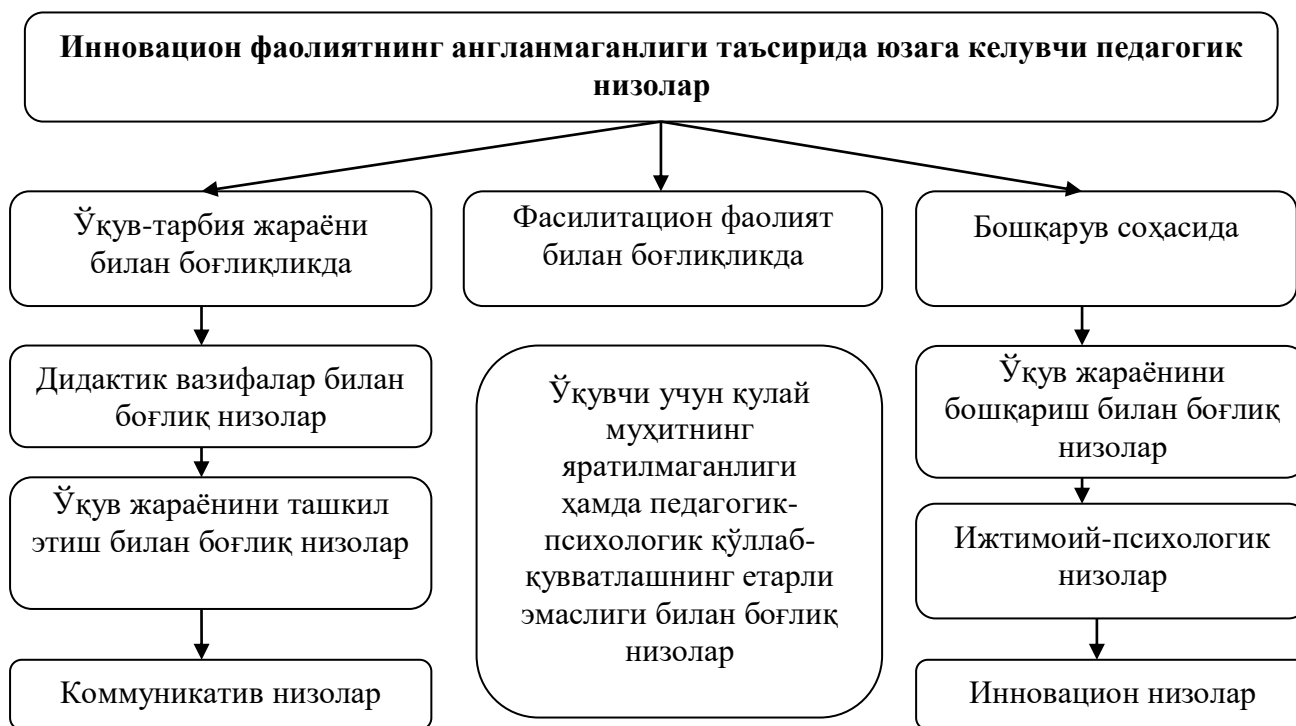 Инновацион фаолиятнинг англанмаганлиги таъсирида юзага келувчи педагогик
низолар
Ўқув-тарбия жараёни
билан боғлиқликда
Фасилитацион фаолият
билан боғлиқликда
Бошқарув соҳасида
Дидактик вазифалар билан
боғлиқ низолар
Ўқув жараёнини ташкил
этиш билан боғлиқ низолар
Коммуникатив низолар
Ўқувчи учун қулай
муҳитнинг
яратилмаганлиги
ҳамда педагогик-
психологик қўллаб-
қувватлашнинг етарли
эмаслиги билан боғлиқ
низолар
Ўқув жараёнини
бошқариш билан боғлиқ
низолар
Ижтимоий-психологик
низолар
Инновацион низолар